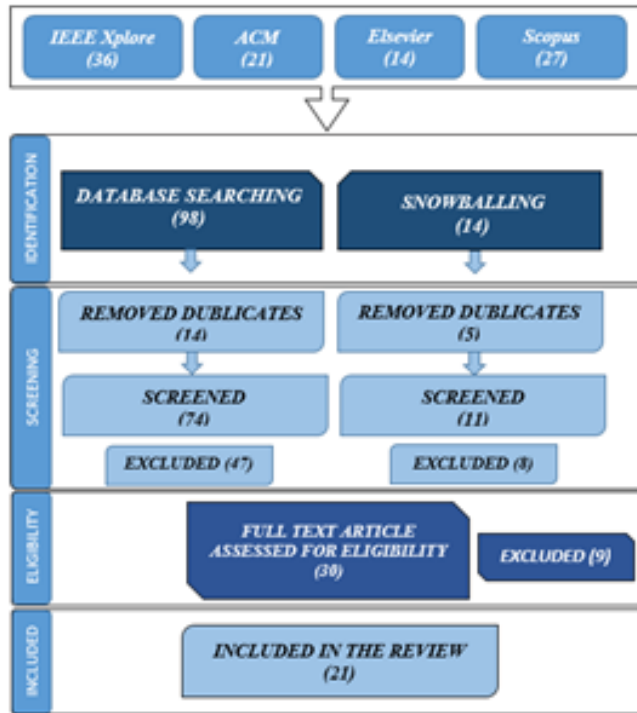 IEEE Xplore
(36)
ACM
(21)
Elsevier
(14)
Scopus
(27)
IDENTIFICATION
DATABASE SEARCHING
(98)
SNOWBALLING
(14)
SCREENING
REMOVED DUBLICATES
(14)
REMOVED DUBLICATES
(5)
SCREENED
(74)
SCREENED
(11)
EXCLUDED (47)
EXCLUDED (8)
ELIGIBILITY
FULL TEXT ARTICLE
ASSESSED FOR ELIGIBILITY
(30)
EXCLUDED (9)
INCLUDED
INCLUDED IN THE REVIEW
(21)